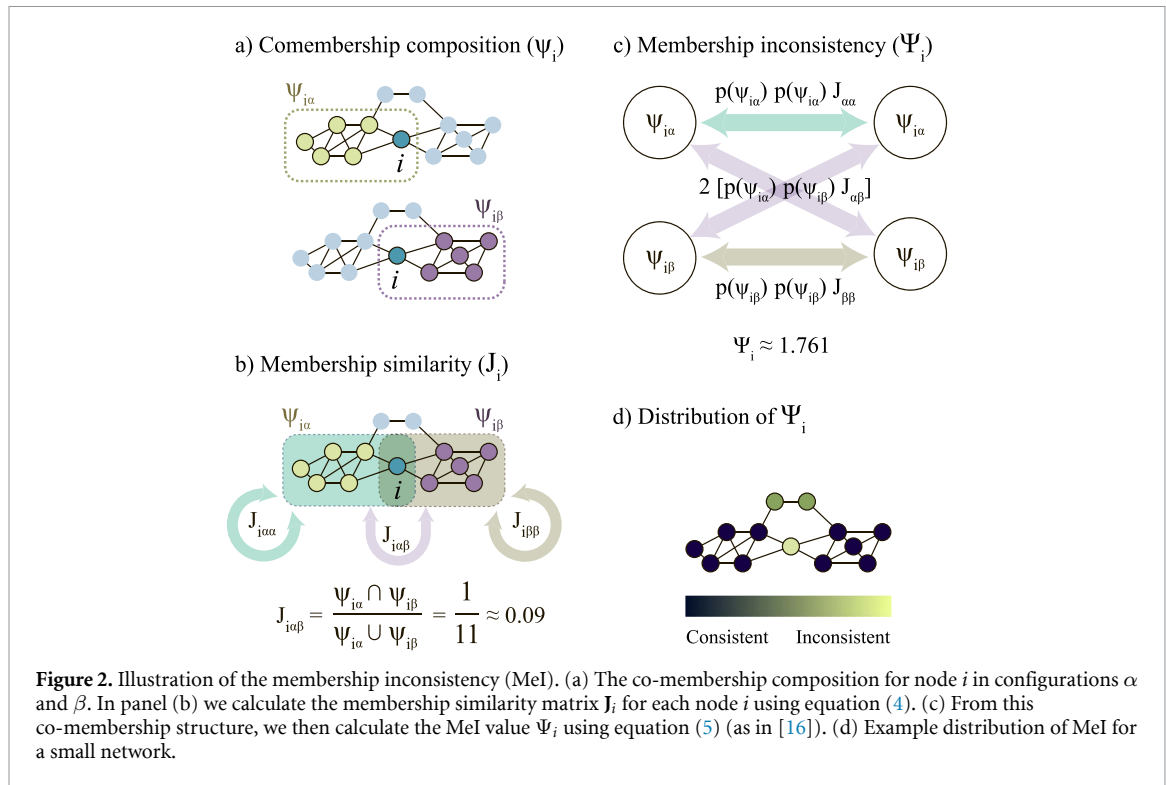 a) Comembership composition (ψi)
ψiα
i
ψiβ
i
b) Membership similarity (Ji)
ψiα
ψiβ
i
Jiαα
Jiαβ
Jiββ
Jiαβ = ψiα ∩ ψiβ / ψiα ∪ ψiβ = 1 / 11 ≈ 0.09
c) Membership inconsistency (Ψi)
p(ψiα) p(ψiα) Jαα
ψiα
ψiα
2 [p(ψiα) p(ψiβ) Jαβ]
ψiβ
ψiβ
p(ψiβ) p(ψiβ) Jββ
Ψi ≈ 1.761
d) Distribution of Ψi
Consistent Inconsistent
Figure 2. Illustration of the membership inconsistency (MeI). (a) The co-membership composition for node i in configurations α
and β. In panel (b) we calculate the membership similarity matrix Ji for each node i using equation (4). (c) From this
co-membership structure, we then calculate the MeI value Ψi using equation (5) (as in [16]). (d) Example distribution of MeI for
a small network.